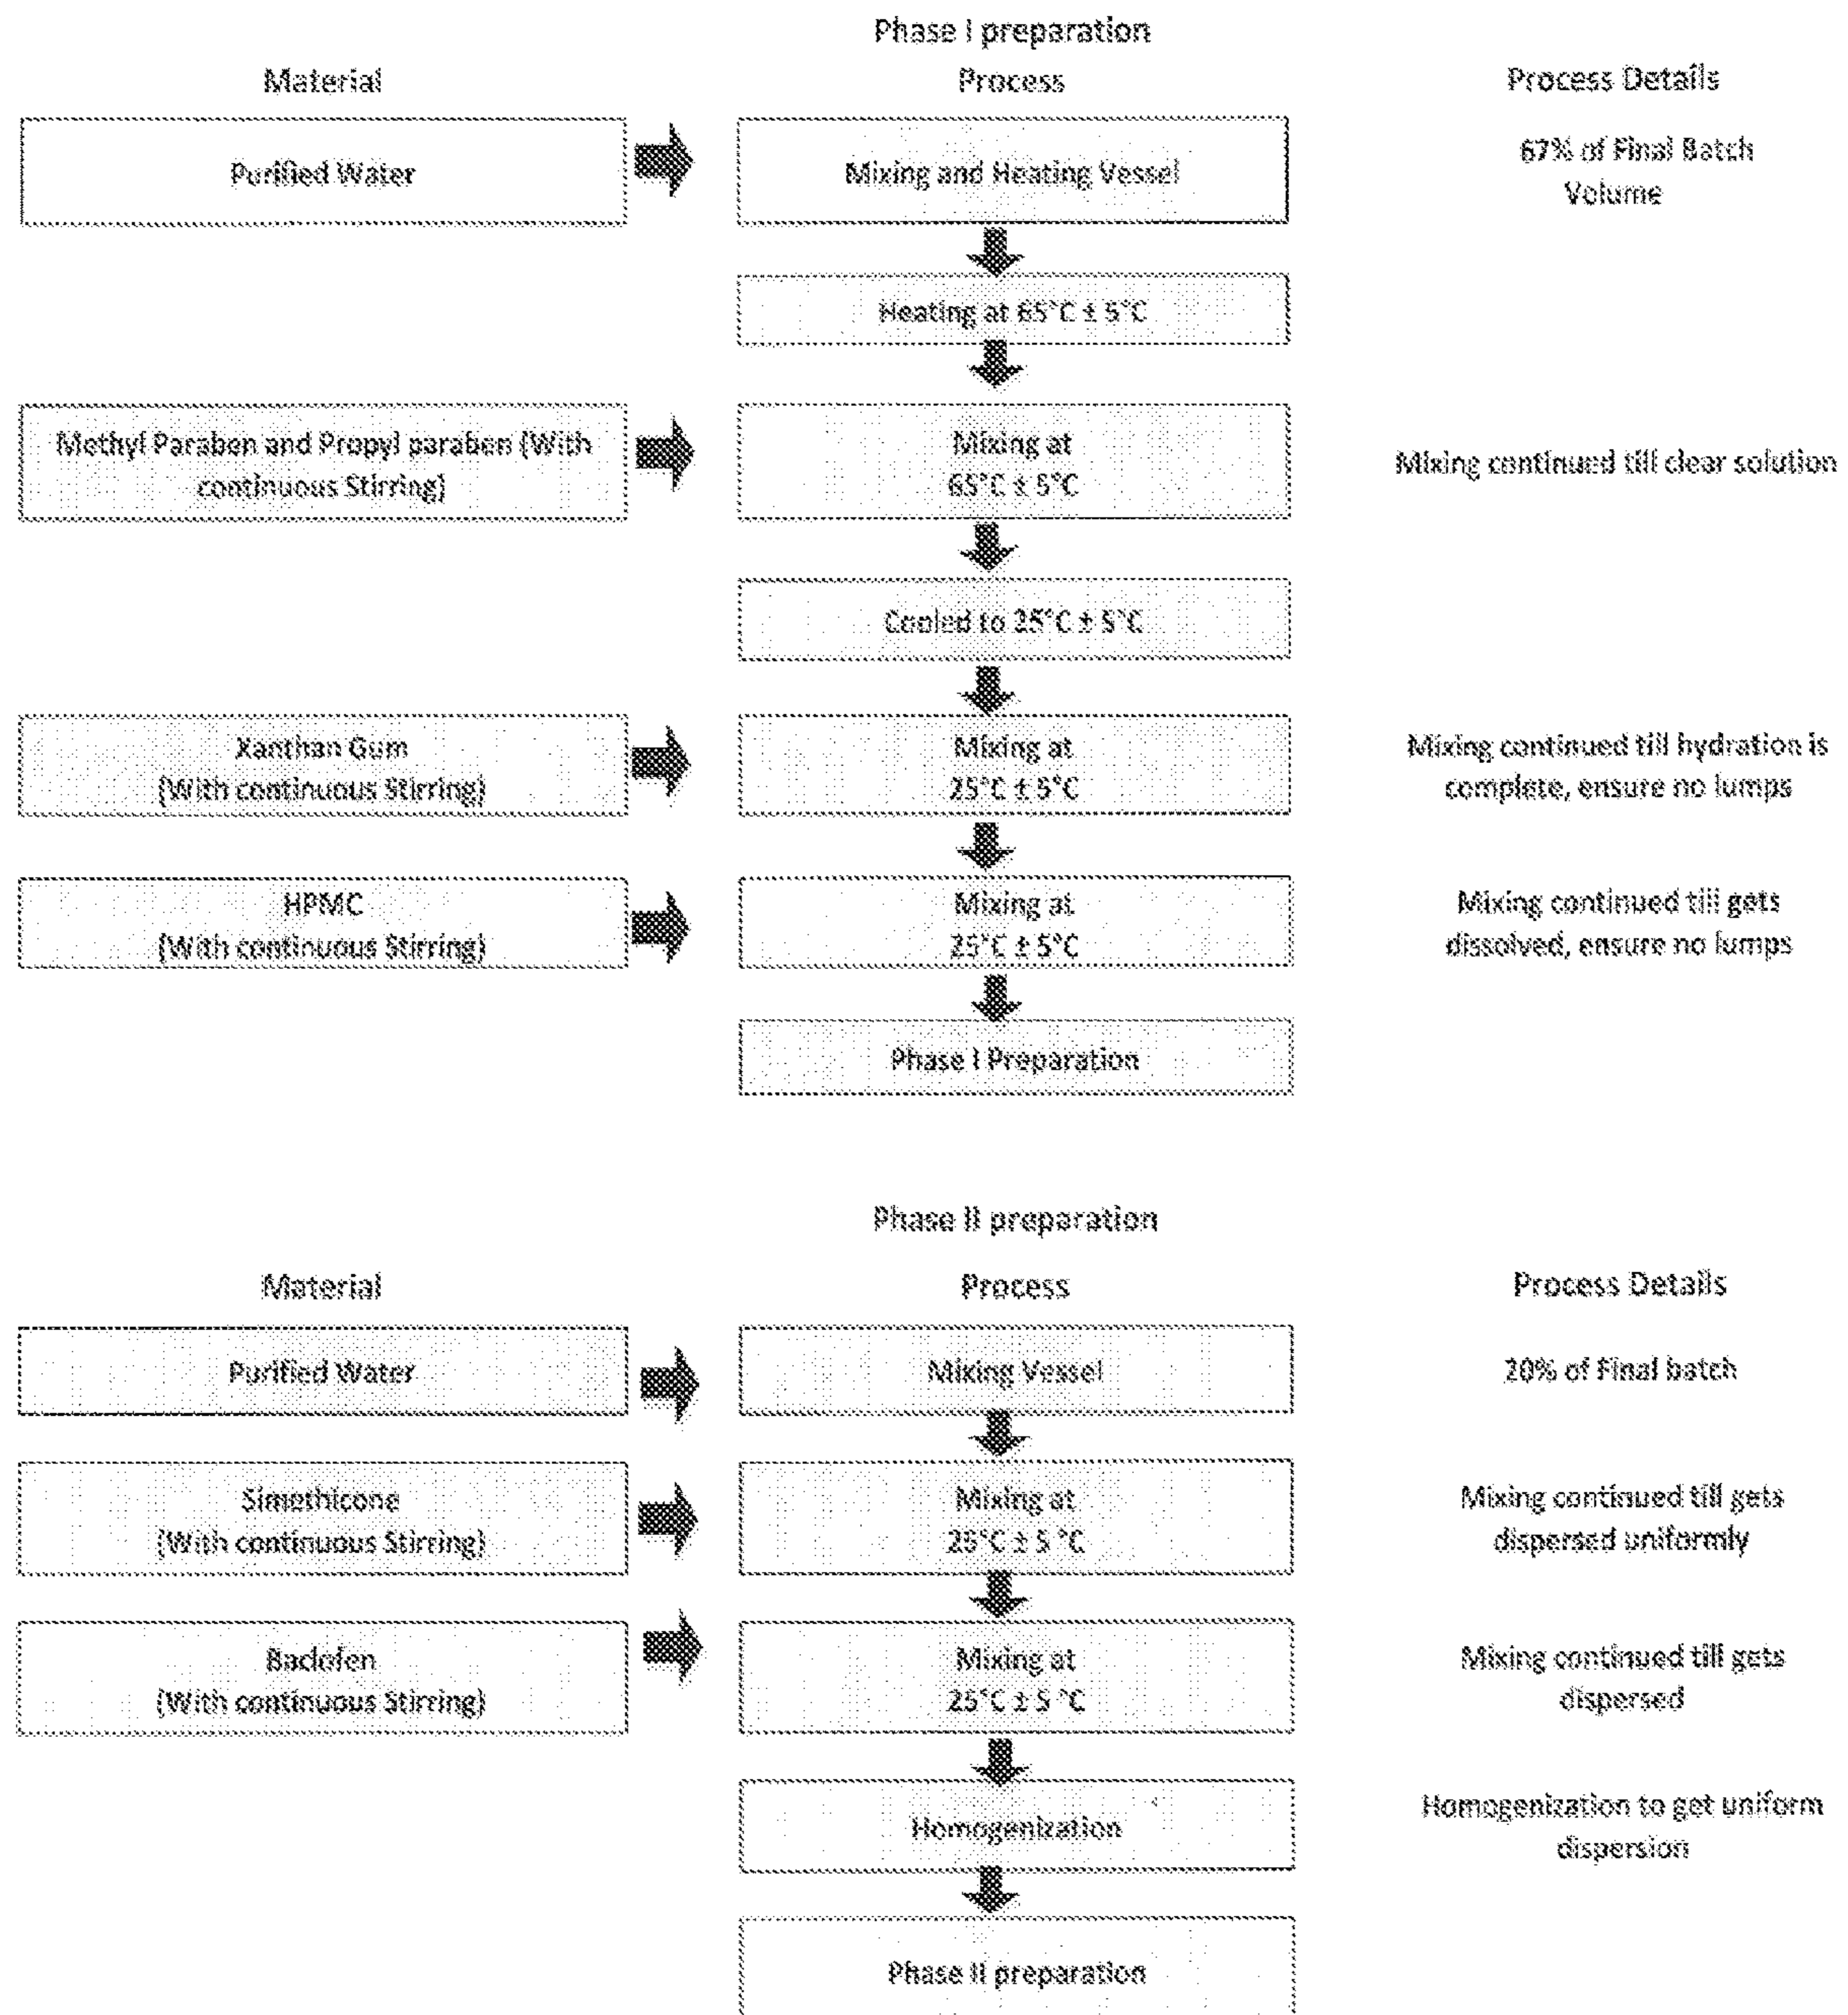 Phase I preparation
Material
Process
Process Details
Purified Water
Mixing and Heating Vessel
67% of Final Batch
Volume
Heating at 65°C ± 5°C
Methyl Paraben and Propyl paraben (With
continuous Stirring)
Mixing at
65°C ± 5°C
Mixing continued till clear solution
Cooled to 25°C ± 5°C
Xanthan Gum
(With continuous Stirring)
Mixing at
25°C ± 5°C
Mixing continued till hydration is
complete, ensure no lumps
HPMC
(With continuous Stirring)
Mixing at
25°C ± 5°C
Mixing continued till gets
dissolved, ensure no lumps
Phase I Preparation
Phase II preparation
Material
Process
Process Details
Purified Water
Mixing Vessel
20% of Final batch
Simethicone
(With continuous Stirring)
Mixing at
25°C ± 5 °C
Mixing continued till gets
dispersed uniformly
Baclofen
(With continuous Stirring)
Mixing at
25°C ± 5 °C
Mixing continued till gets
dispersed
Homogenization
Homogenization to get uniform
dispersion
Phase II preparation